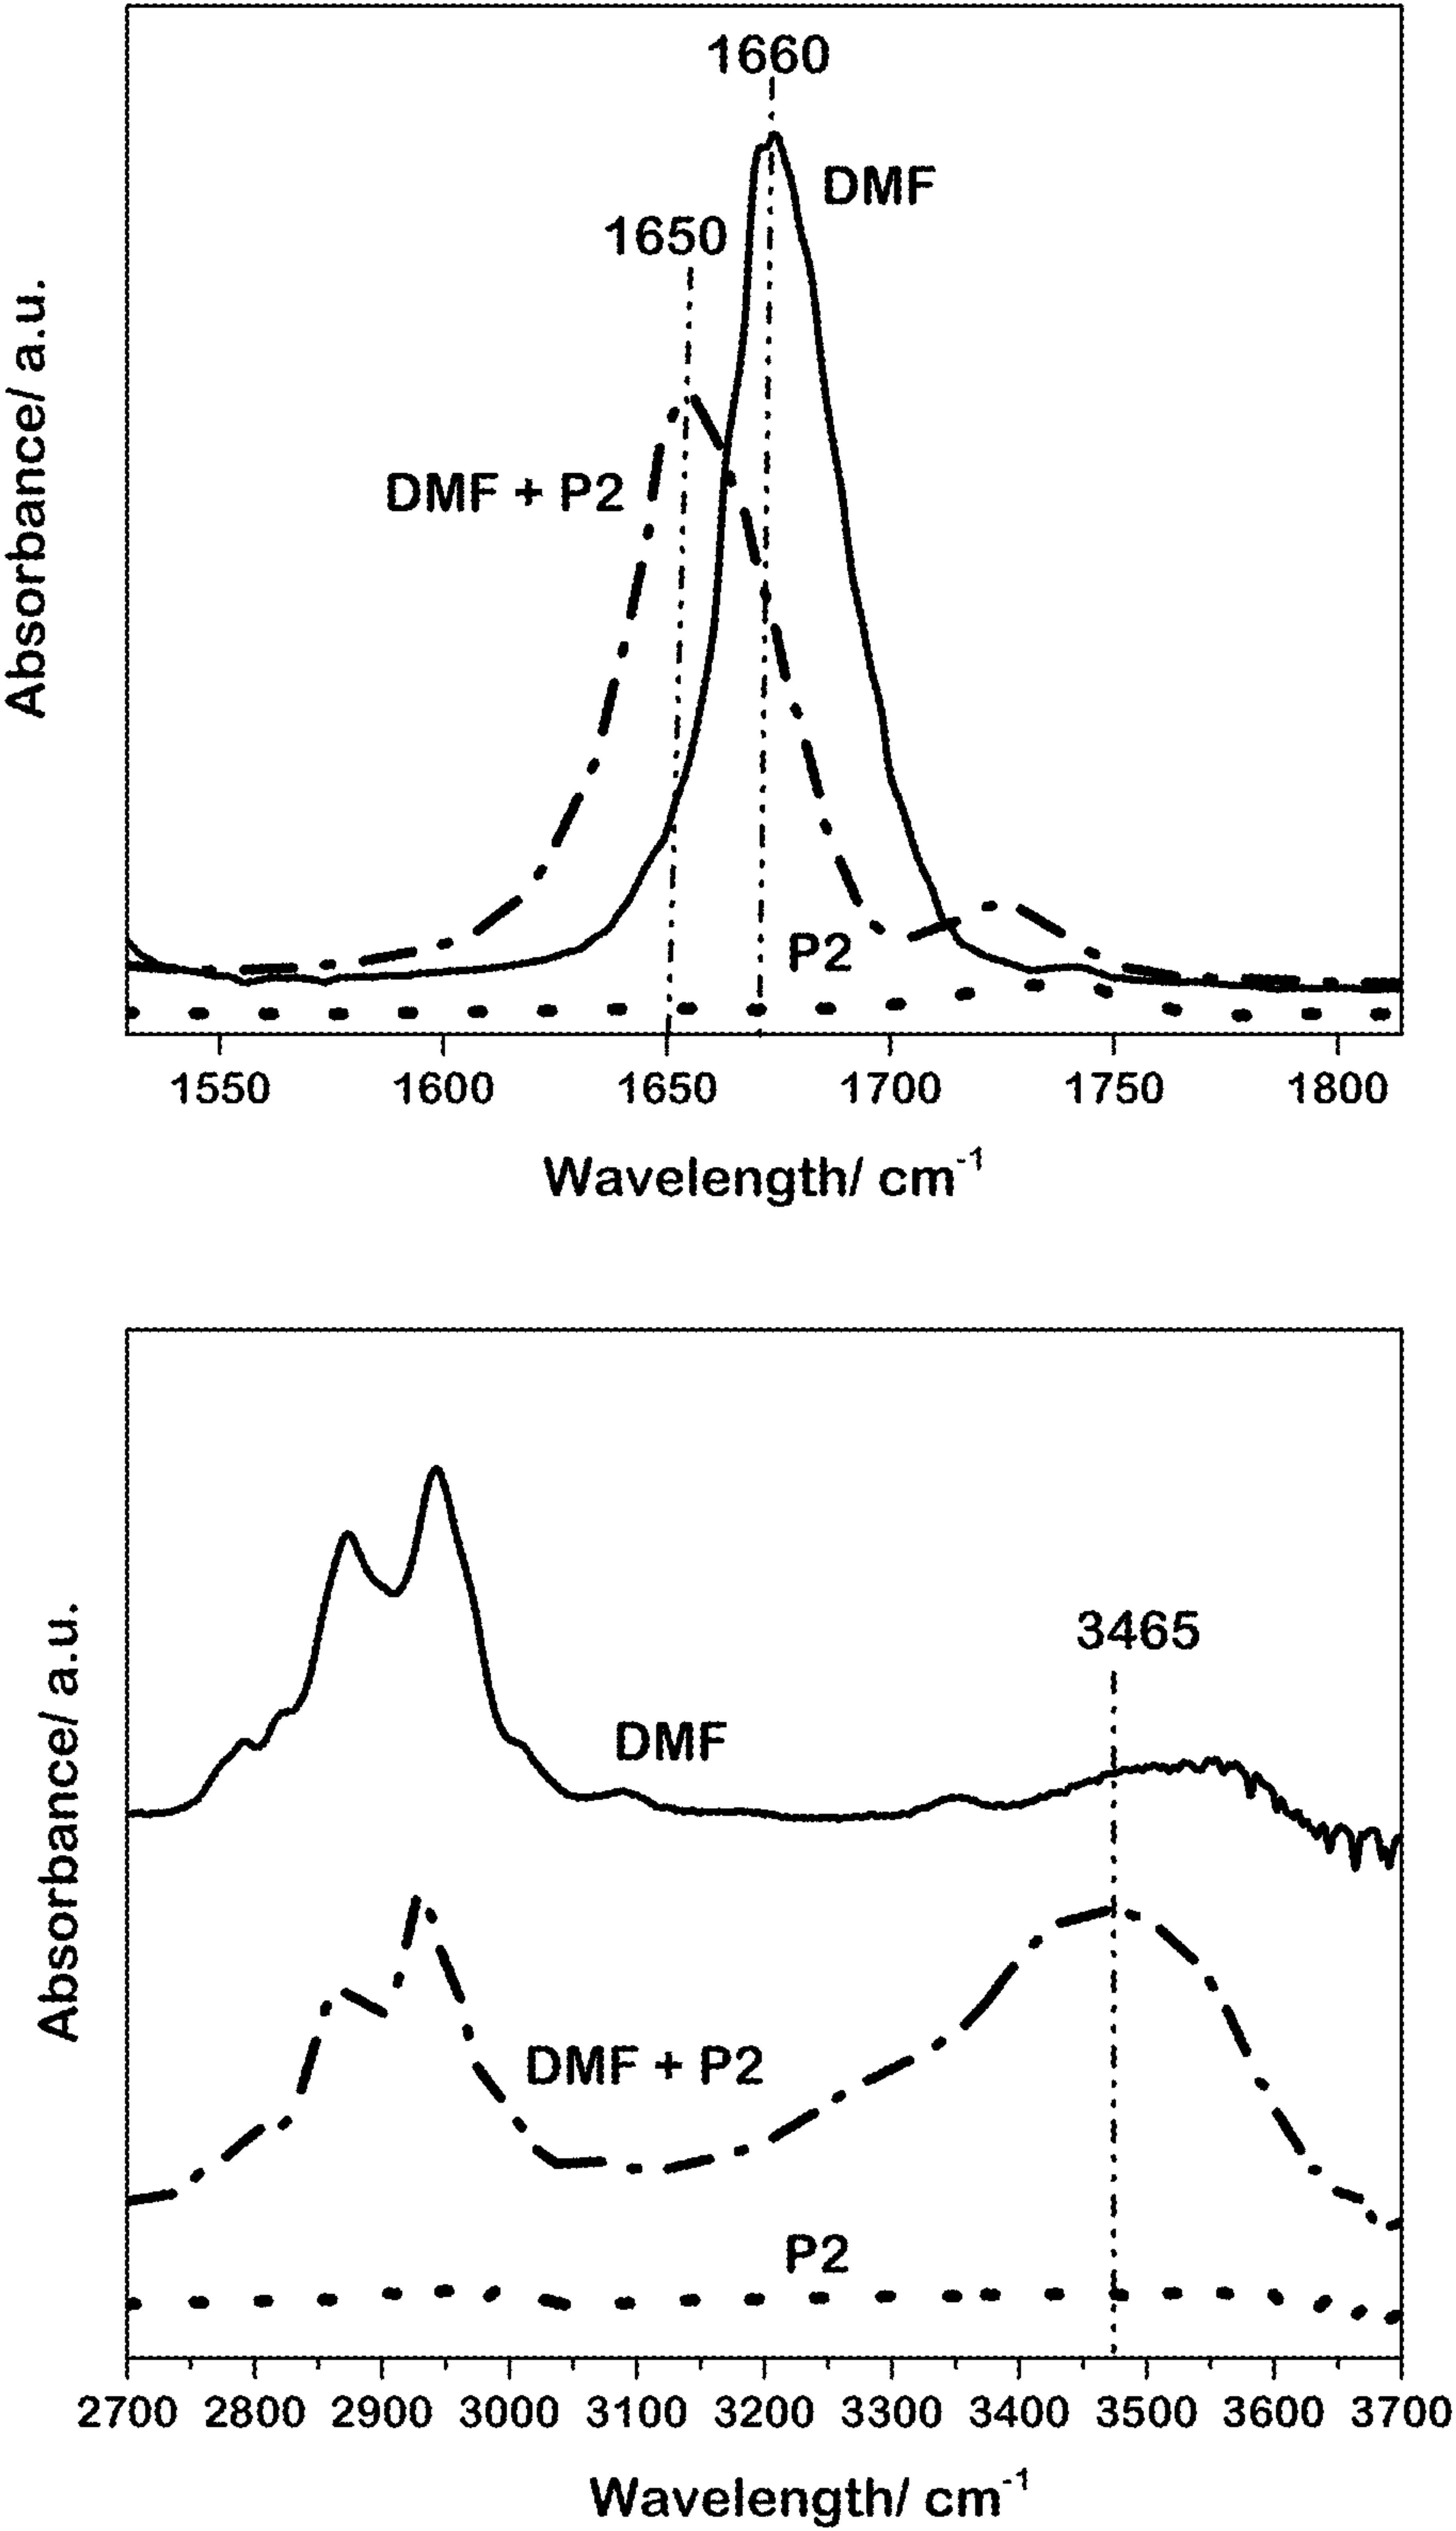 1660
DMF
1650
DMF + P2
P2
Absorbance/ a.u.
1550 1600 1650 1700 1750 1800
Wavelength/ cm⁻¹
3465
DMF
DMF + P2
P2
Absorbance/ a.u.
2700 2800 2900 3000 3100 3200 3300 3400 3500 3600 3700
Wavelength/ cm⁻¹